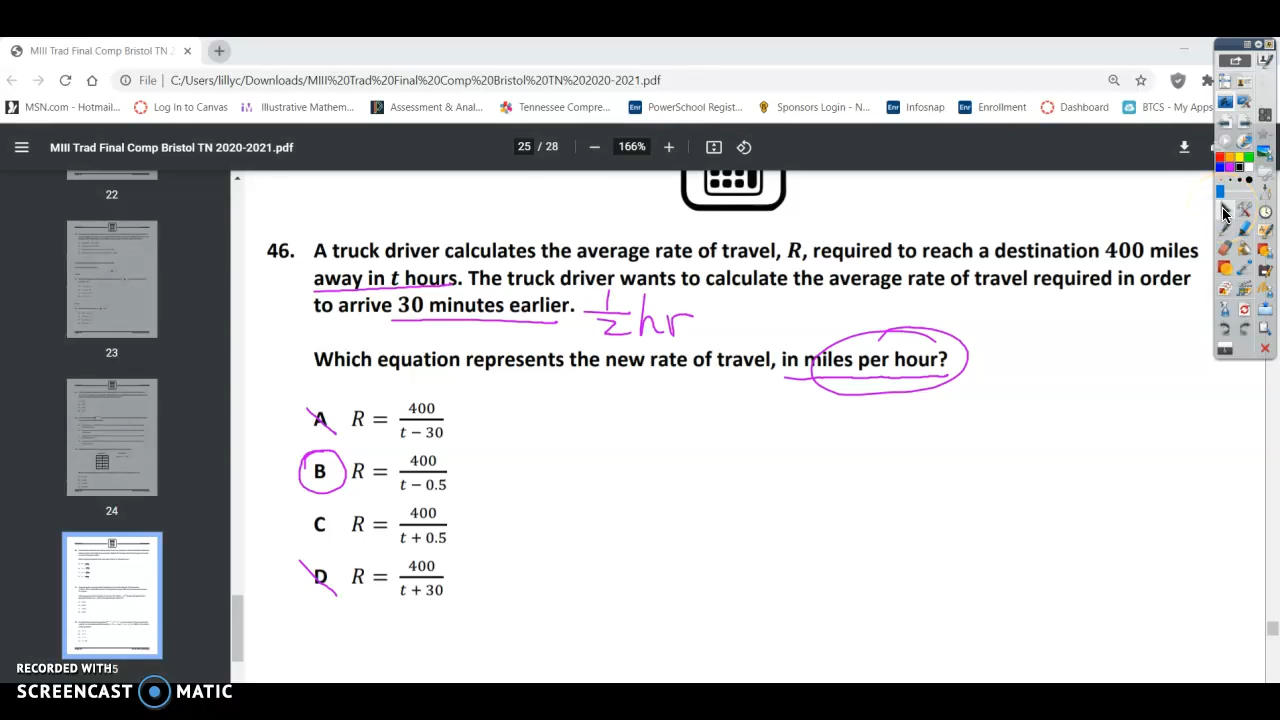 MIII Trad Final Comp Bristol TN 2
File
C:/Users/lillyc/Downloads/MIII%20Trad%20Final%20Comp%20Bristol%20TN%202020-2021.pdf
MSN.com - Hotmail...
Log In to Canvas
Illustrative Mathem...
Assessment & Anal...
Tennessee Compre...
PowerSchool Regist...
Sponsors Login - N...
Infosnap
Enrollment
Dashboard
BTCS - My Apps
MIII Trad Final Comp Bristol TN 2020-2021.pdf
25 / 28
166%
22
23
24
46. A truck driver calculates the average rate of travel, R, required to reach a destination 400 miles
away in t hours. The truck driver wants to calculate the average rate of travel required in order
to arrive 30 minutes earlier. 1/2 hr
Which equation represents the new rate of travel, in miles per hour?
A R = 400 / (t − 30)
B R = 400 / (t − 0.5)
C R = 400 / (t + 0.5)
D R = 400 / (t + 30)
RECORDED WITH
SCREENCAST MATIC